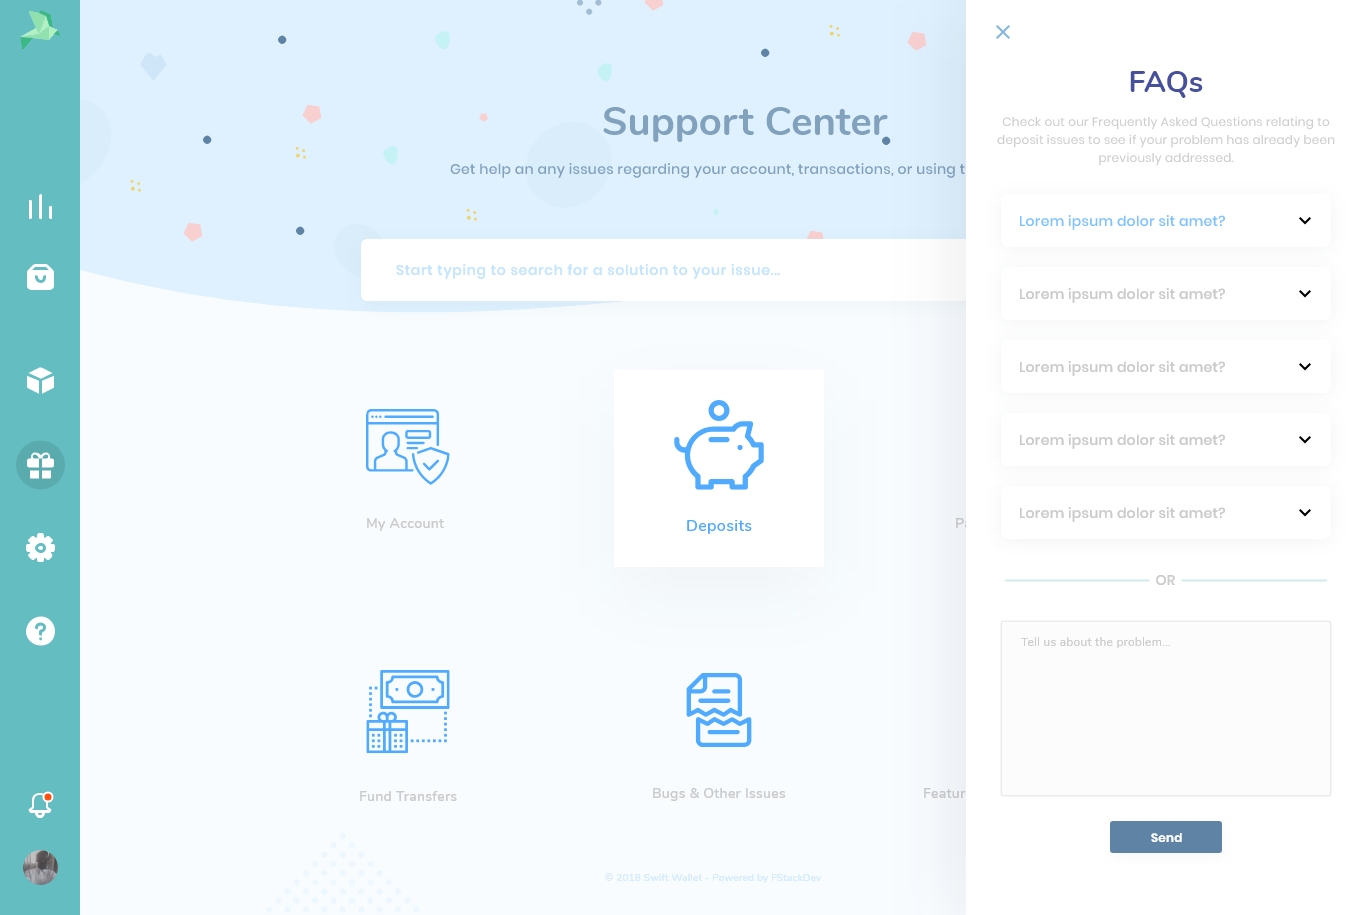 Support Center
Get help an any issues regarding your account, transactions, or using t
Start typing to search for a solution to your issue...
My Account
Deposits
Pa
Fund Transfers
Bugs & Other Issues
Featur
© 2018 Swift Wallet - Powered by FStackDev
FAQs
Check out our Frequently Asked Questions relating to
deposit issues to see if your problem has already been
previously addressed.
Lorem ipsum dolor sit amet?
Lorem ipsum dolor sit amet?
Lorem ipsum dolor sit amet?
Lorem ipsum dolor sit amet?
Lorem ipsum dolor sit amet?
OR
Tell us about the problem...
Send